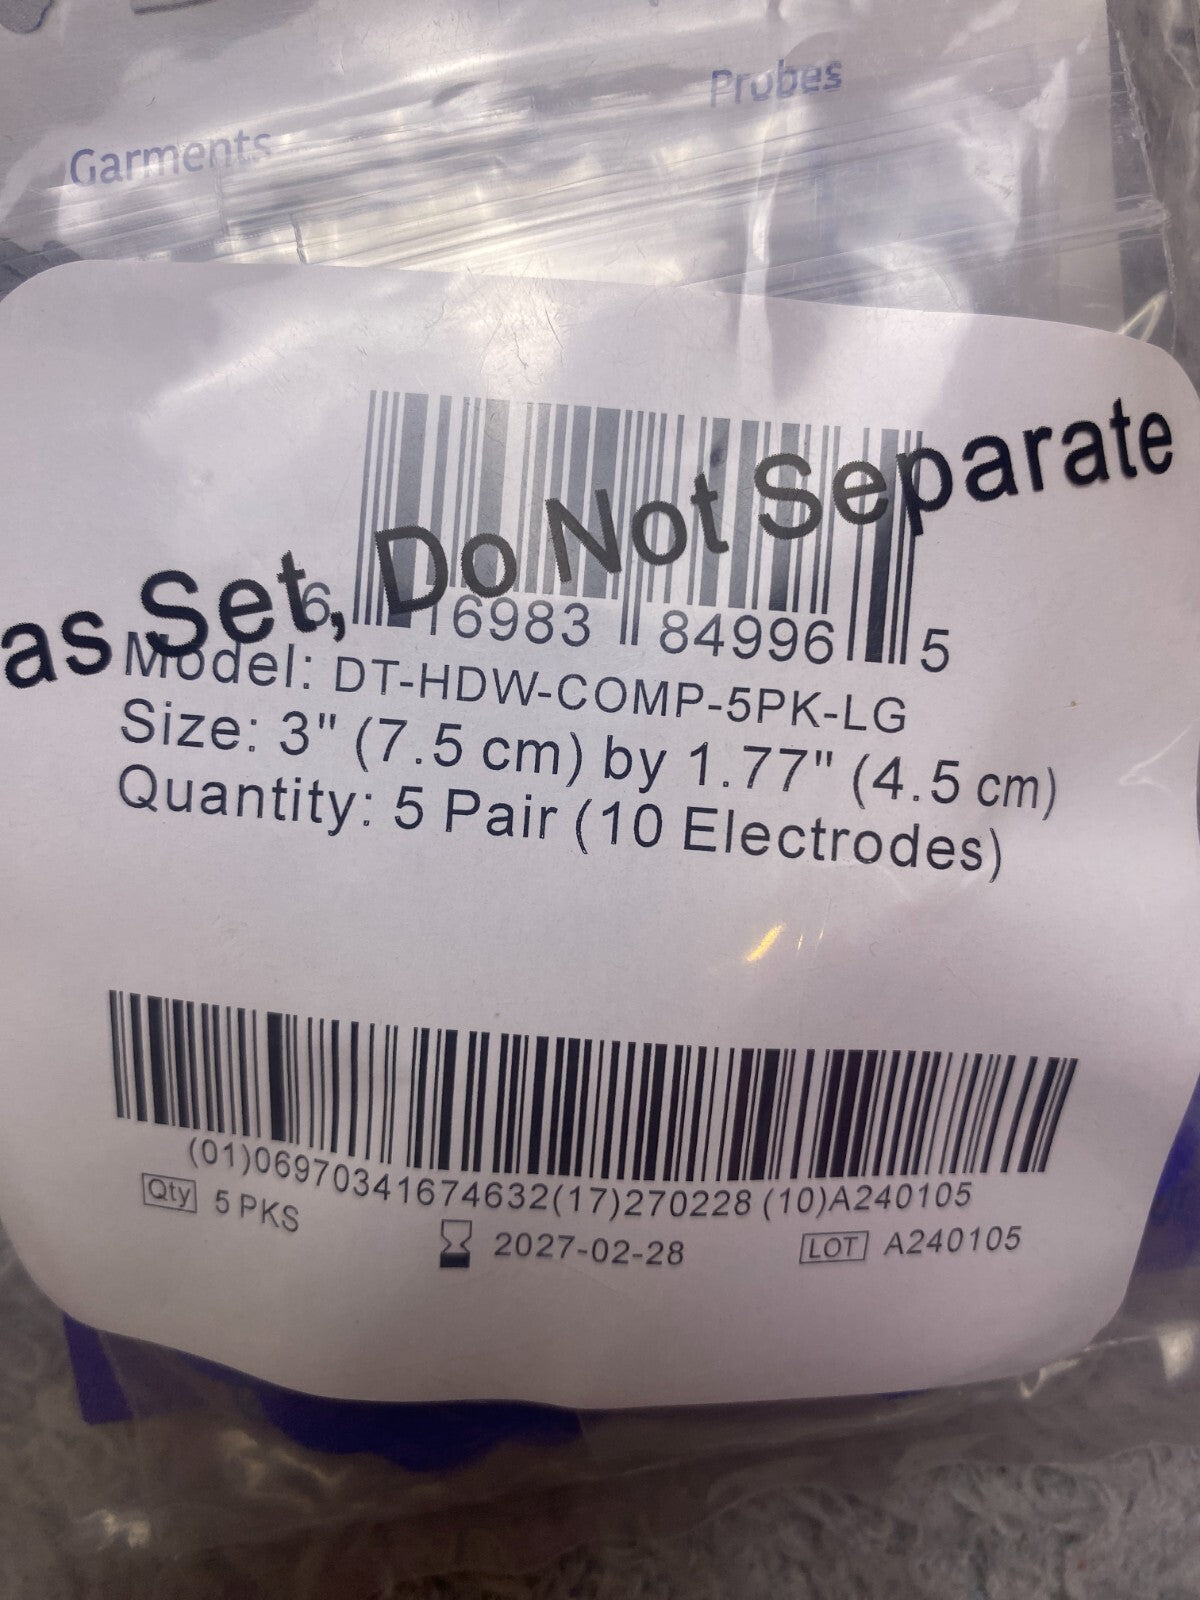 Garments
Probes
as Set, Do Not Separate
6 16983 84996 5
Model: DT-HDW-COMP-5PK-LG
Size: 3" (7.5 cm) by 1.77" (4.5 cm)
Quantity: 5 Pair (10 Electrodes)
(01)06970341674632(17)270228(10)A240105
Qty 5 PKS
2027-02-28
LOT A240105